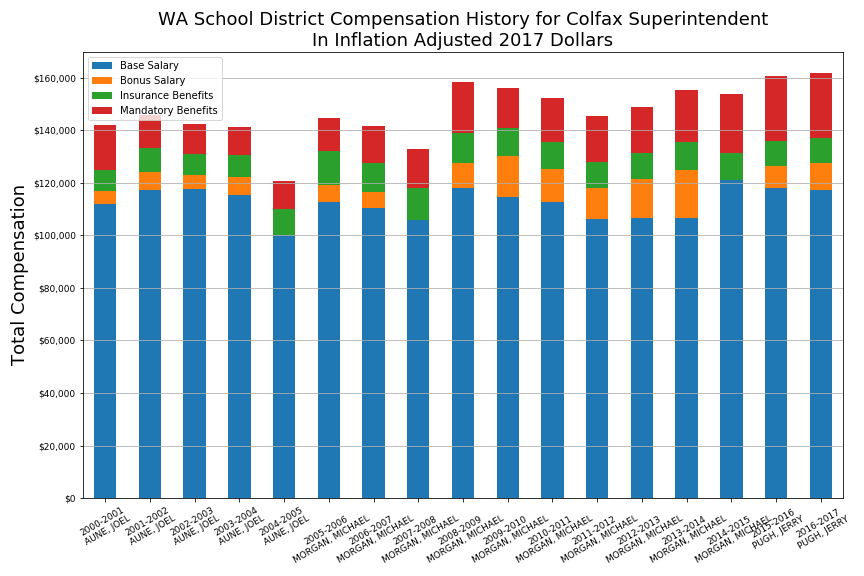 WA School District Compensation History for Colfax Superintendent
In Inflation Adjusted 2017 Dollars
Base Salary
Bonus Salary
Insurance Benefits
Mandatory Benefits
Total Compensation
$160,000
$140,000
$120,000
$100,000
$80,000
$60,000
$40,000
$20,000
$0
2000-2001
AUNE, JOEL
2001-2002
AUNE, JOEL
2002-2003
AUNE, JOEL
2003-2004
AUNE, JOEL
2004-2005
AUNE, JOEL
2005-2006
MORGAN, MICHAEL
2006-2007
MORGAN, MICHAEL
2007-2008
MORGAN, MICHAEL
2008-2009
MORGAN, MICHAEL
2009-2010
MORGAN, MICHAEL
2010-2011
MORGAN, MICHAEL
2011-2012
MORGAN, MICHAEL
2012-2013
MORGAN, MICHAEL
2013-2014
MORGAN, MICHAEL
2014-2015
MORGAN, MICHAEL
2015-2016
PUGH, JERRY
2016-2017
PUGH, JERRY